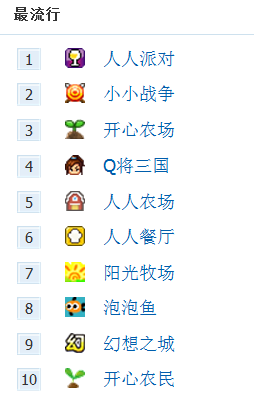 最流行
1 人人派对
2 小小战争
3 开心农场
4 Q将三国
5 人人农场
6 人人餐厅
7 阳光牧场
8 泡泡鱼
9 幻想之城
10 开心农民